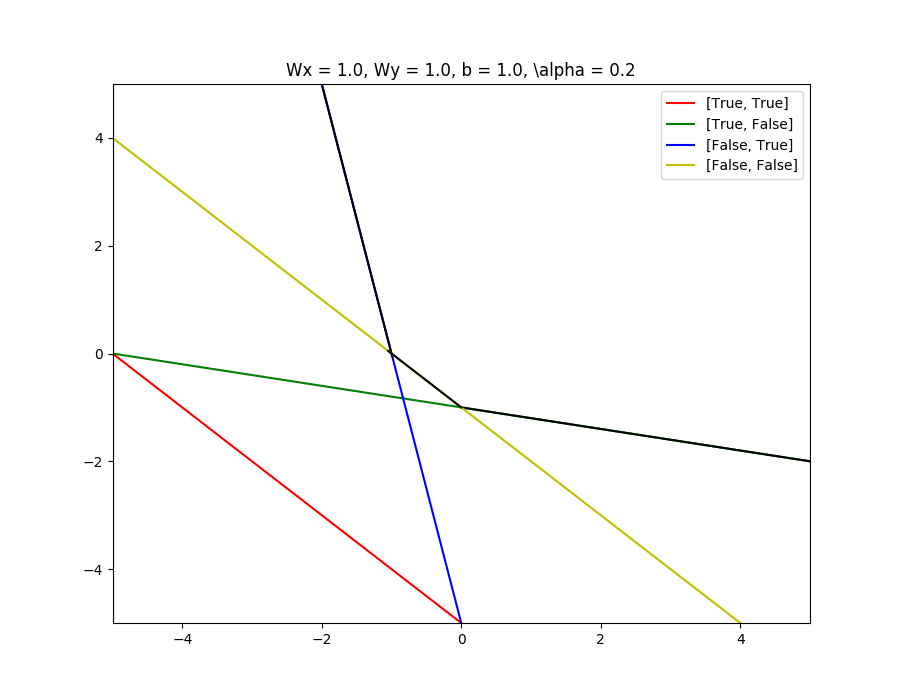 Wx = 1.0, Wy = 1.0, b = 1.0, \alpha = 0.2
[True, True]
[True, False]
[False, True]
[False, False]
4
2
0
−2
−4
−4 −2 0 2 4